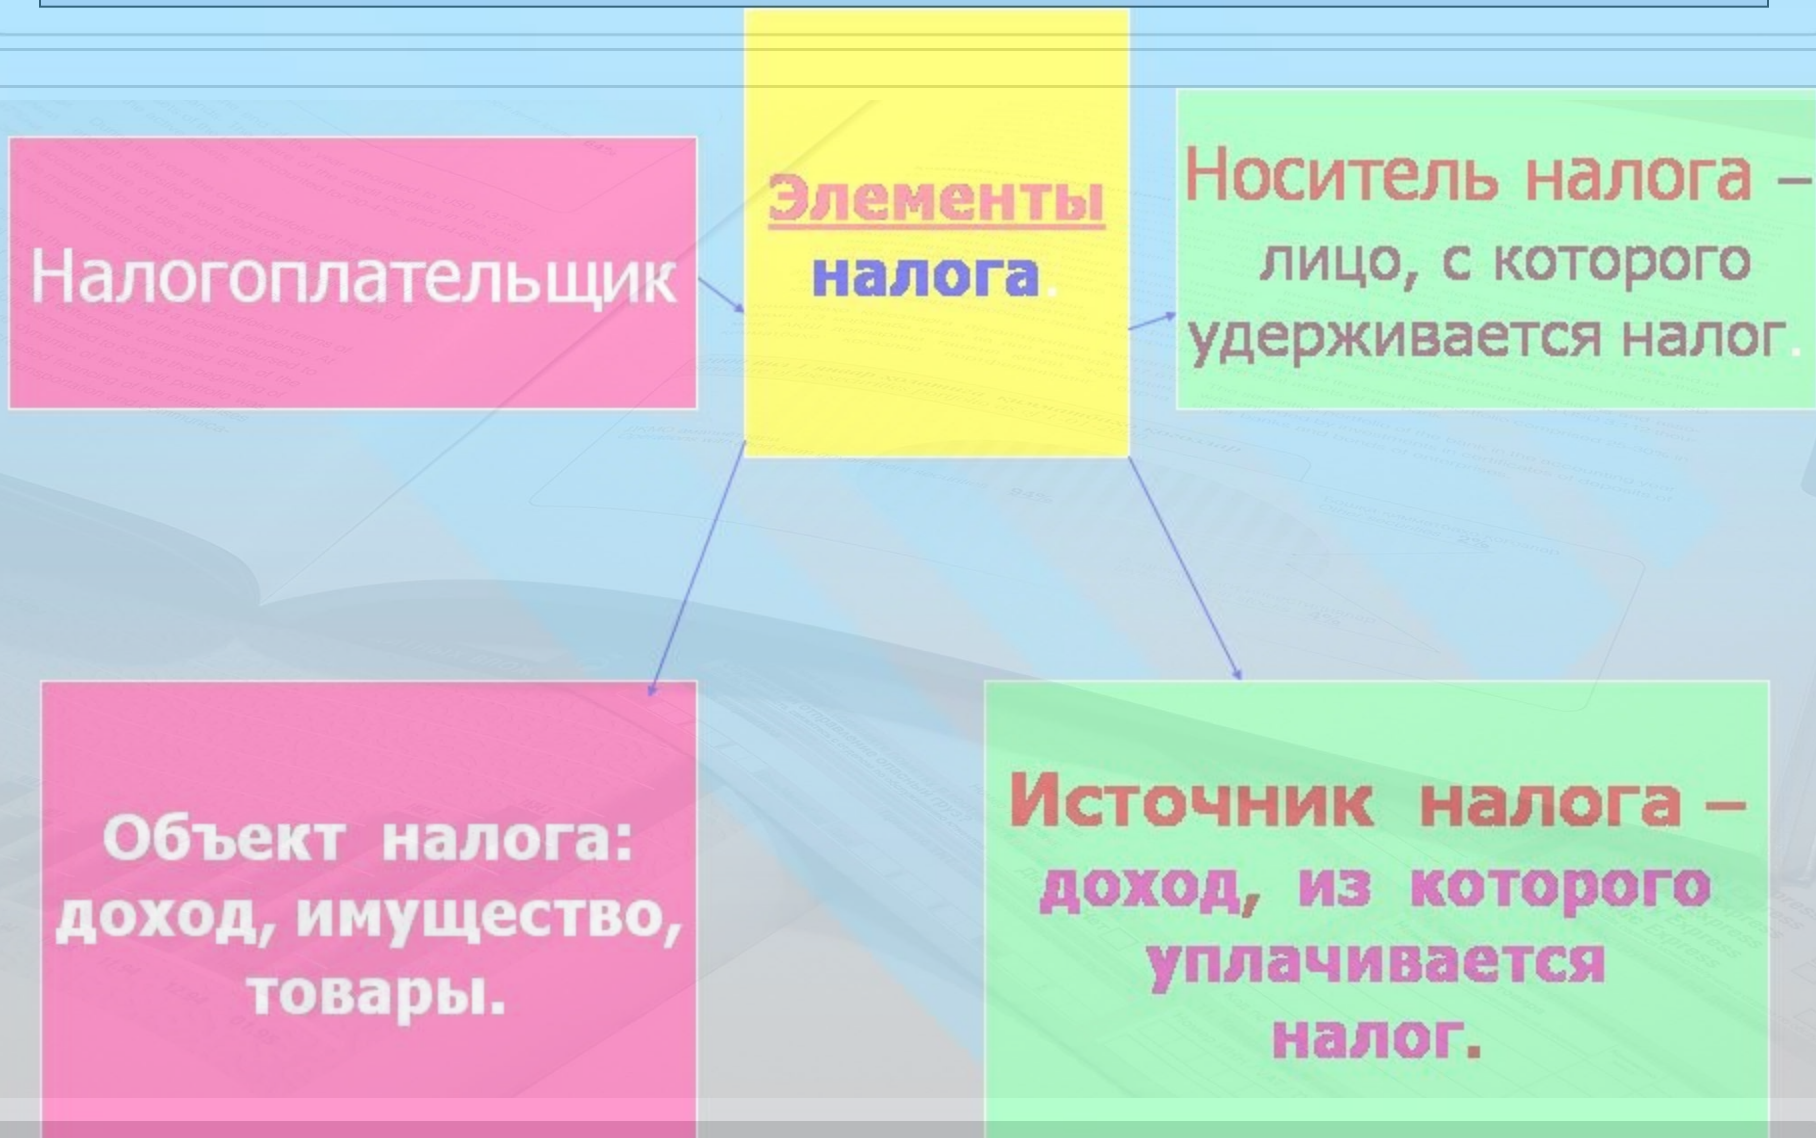 Налогоплательщик
Элементы
налога.
Носитель налога –
лицо, с которого
удерживается налог.
Объект налога:
доход, имущество,
товары.
Источник налога –
доход, из которого
уплачивается
налог.